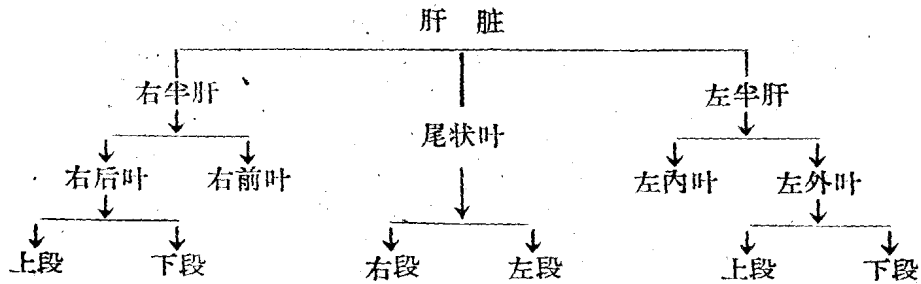 肝 脏
右半肝 左半肝
尾状叶
右后叶 右前叶 左内叶 左外叶
上段 下段 右段 左段 上段 下段